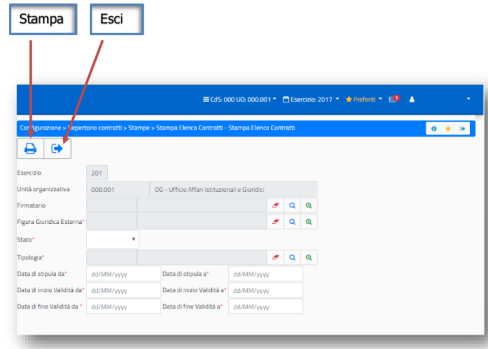 Stampa Esci
CdS: 000 UO: 000.001 Esercizio: 2017 Preferiti
Configurazione > Repertorio contratti > Stampe > Stampa Elenco Contratti - Stampa Elenco Contratti
Esercizio 201
Unità organizzativa 000.001 DG - Ufficio Affari Istituzionali e Giuridici
Firmatario
Figura Giuridica Esterna*
Stato*
Tipologia*
Data di stipula da* dd/MM/yyyy Data di stipula a* dd/MM/yyyy
Data di inizio Validità da* dd/MM/yyyy Data di inizio Validità a* dd/MM/yyyy
Data di fine Validità da * dd/MM/yyyy Data di fine Validità a* dd/MM/yyyy